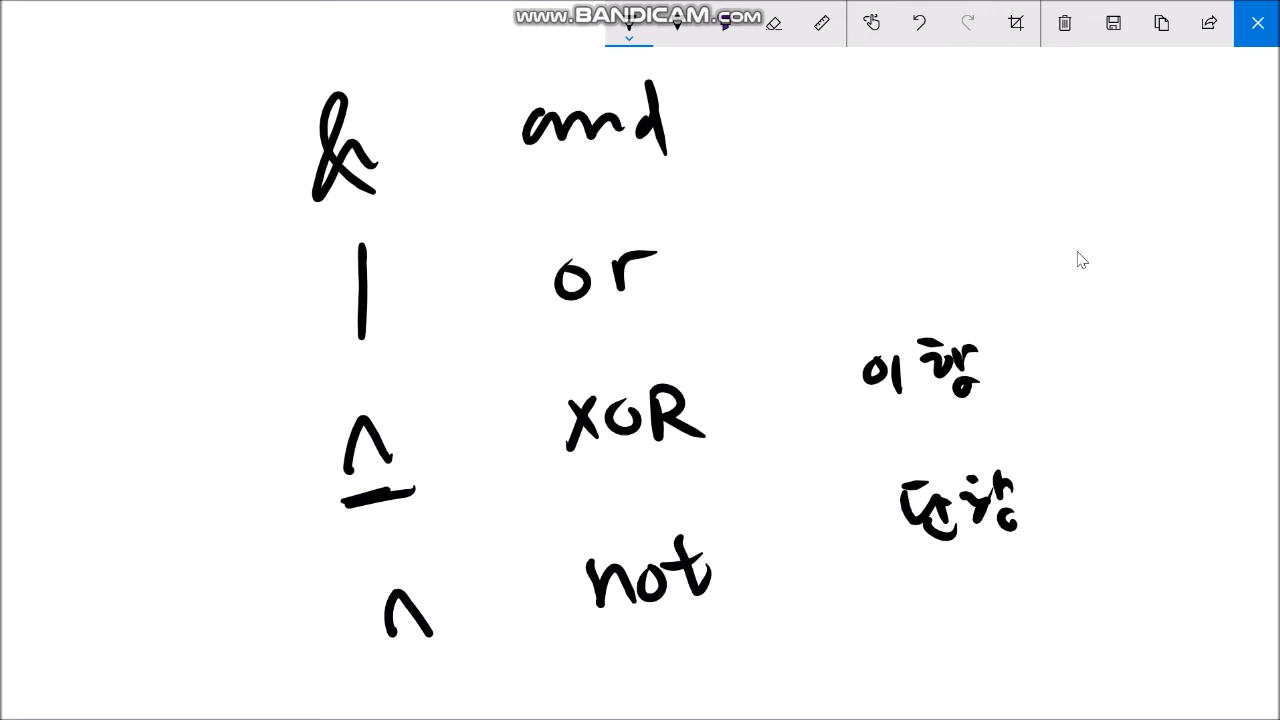 www.BANDICAM.com
& and
| or
^ XOR 이항
단항
^ not